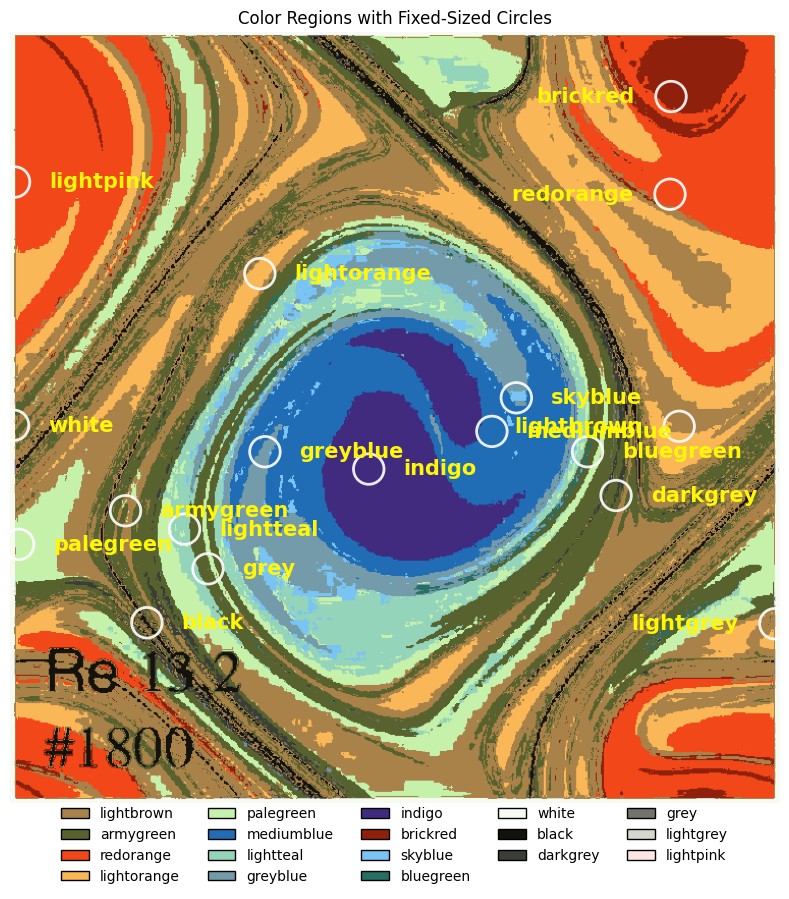 Color Regions with Fixed-Sized Circles
brickred
lightpink
redorange
lightorange
skyblue
white
lightbrown
mediumblue
greyblue
bluegreen
indigo
darkgrey
armygreen
lightteal
palegreen
grey
black
lightgrey
Re 13.2
#1800
lightbrown palegreen indigo white grey
armygreen mediumblue brickred black lightgrey
redorange lightteal skyblue darkgrey lightpink
lightorange greyblue bluegreen